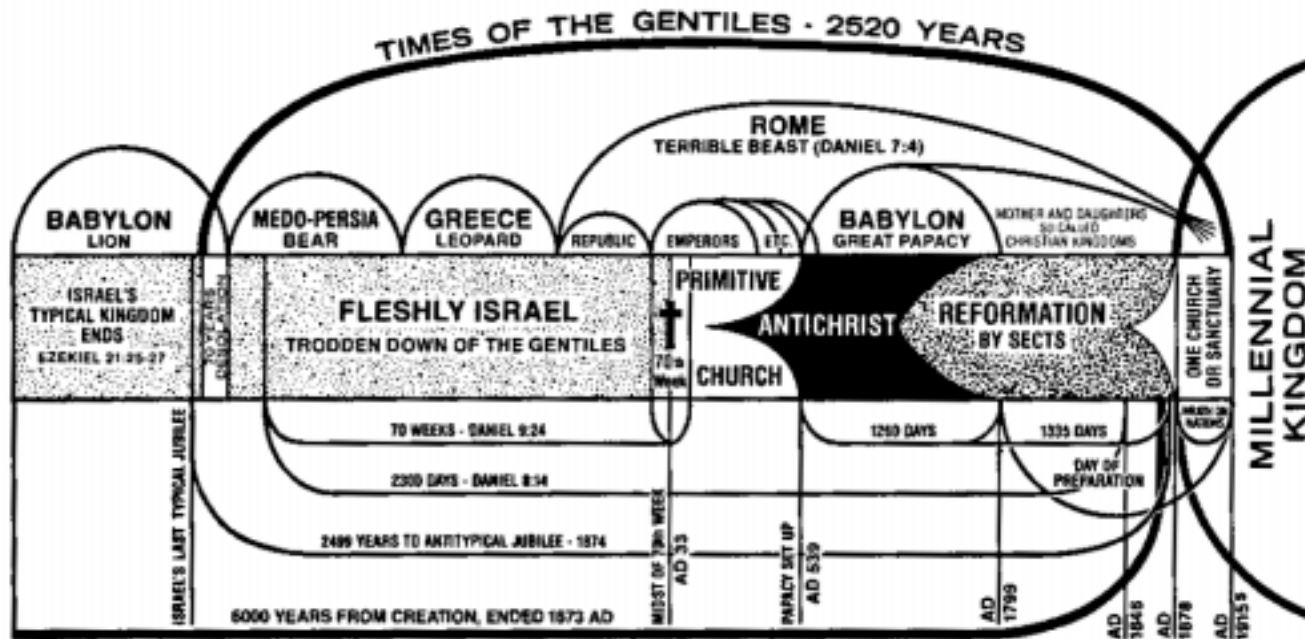 TIMES OF THE GENTILES - 2520 YEARS
ROME
TERRIBLE BEAST (DANIEL 7:4)
BABYLON
LION
MEDO-PERSIA
BEAR
GREECE
LEOPARD
REPUBLIC
EMPERORS
ETC.
BABYLON
GREAT PAPACY
MOTHER AND DAUGHTERS
SO CALLED
CHRISTIAN KINGDOMS
ISRAEL'S
TYPICAL KINGDOM
ENDS
EZEKIEL 21:25-27
70 YEARS
DESOLATION
FLESHLY ISRAEL
TRODDEN DOWN OF THE GENTILES
70th
Week
PRIMITIVE
CHURCH
ANTICHRIST
REFORMATION
BY SECTS
ONE CHURCH
OR SANCTUARY
MILLENNIAL
KINGDOM
70 WEEKS - DANIEL 9:24
1260 DAYS
1335 DAYS
NATIONS
2300 DAYS - DANIEL 8:14
DAY OF
PREPARATION
2499 YEARS TO ANTITYPICAL JUBILEE - 1874
6000 YEARS FROM CREATION, ENDED 1873 AD
ISRAEL'S LAST TYPICAL JUBILEE
MIDST OF 70th WEEK
AD 33
PAPACY SET UP
AD 539
AD
1799
AD
1846
AD
1878
AD